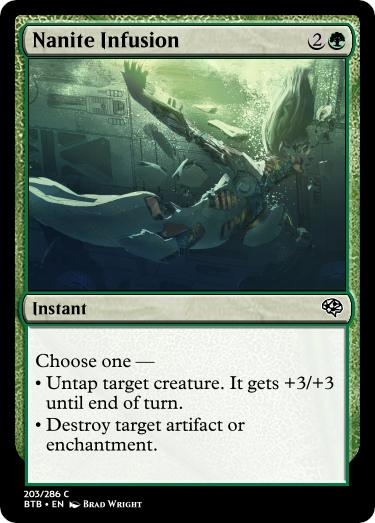 Nanite Infusion 2
Instant
Choose one —
• Untap target creature. It gets +3/+3
until end of turn.
• Destroy target artifact or
enchantment.
203/286 C
BTB • EN Brad Wright